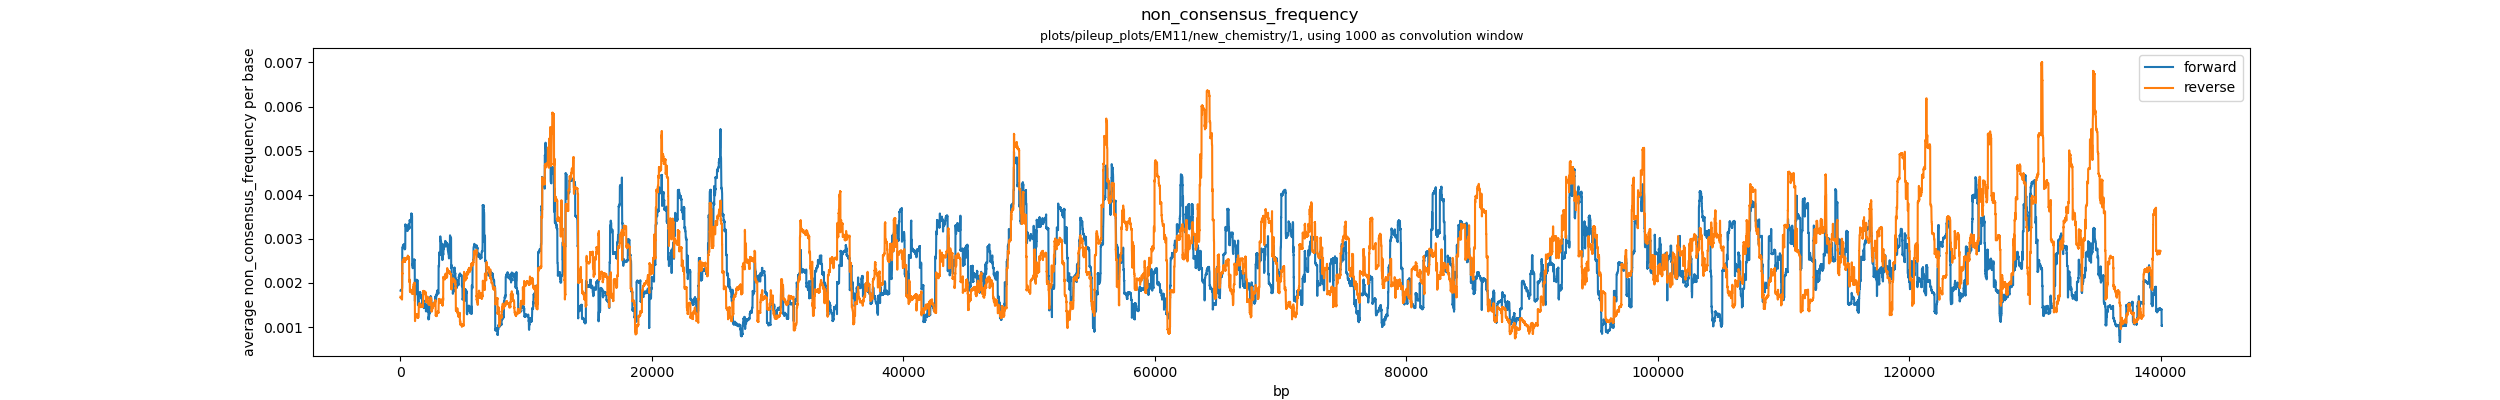 non_consensus_frequency
plots/pileup_plots/EM11/new_chemistry/1, using 1000 as convolution window
average non_consensus_frequency per base
0.007
0.006
0.005
0.004
0.003
0.002
0.001
forward
reverse
0
20000
40000
60000
80000
100000
120000
140000
bp